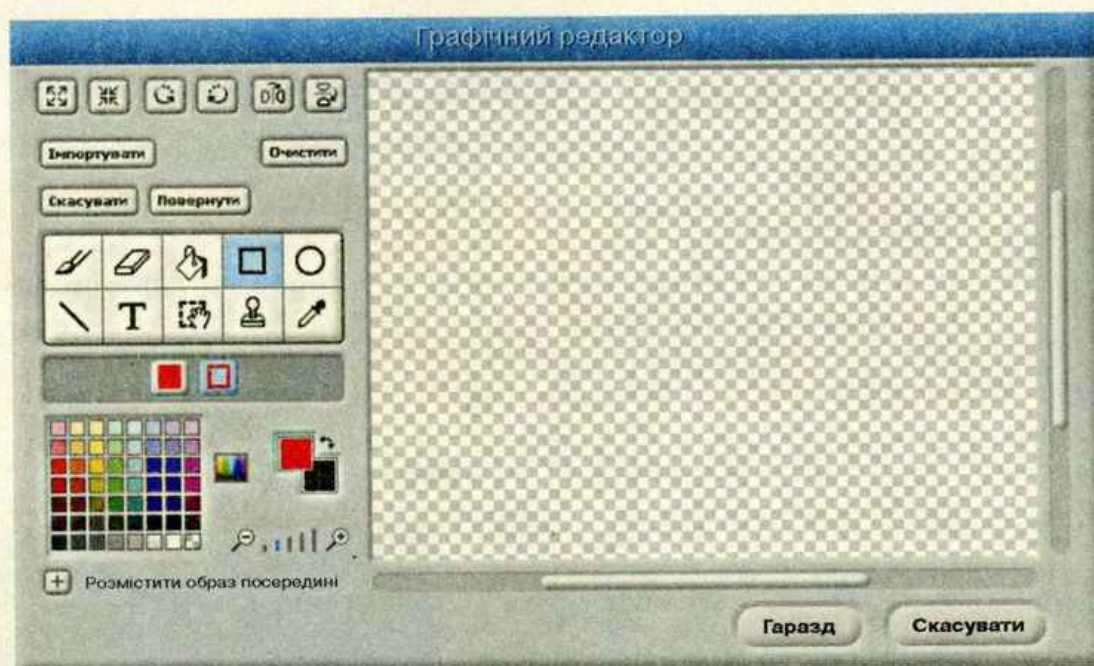 Графічний редактор
Імпортувати Очистити
Скасувати Повернути
T
Розмістити образ посередині
Гаразд Скасувати